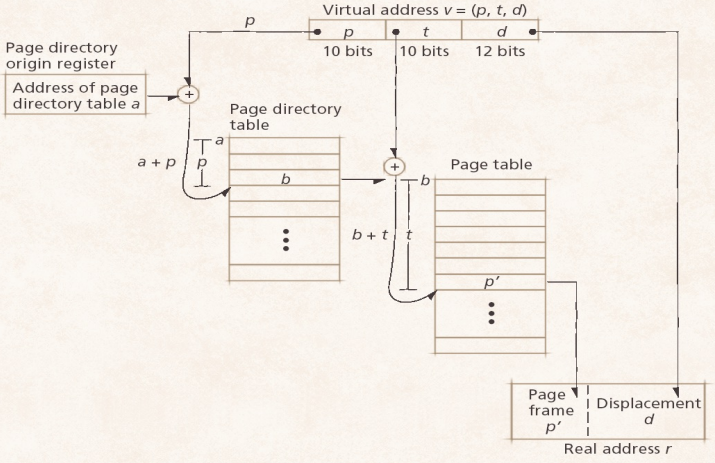 Virtual address v = (p, t, d)
p
p
t
d
10 bits
10 bits
12 bits
Page directory
origin register
Address of page
directory table a
+
Page directory
table
a
a + p
p
b
+
Page table
b
b + t
t
p′
Page
frame
p′
Displacement
d
Real address r